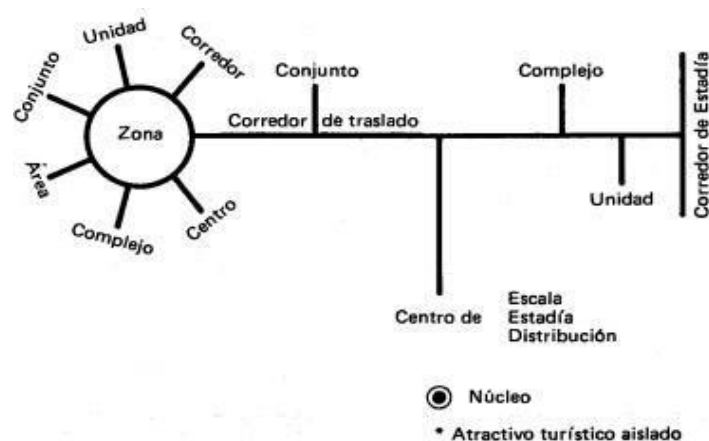 Unidad
Corredor
Conjunto
Zona
Área
Complejo
Centro
Conjunto
Corredor de traslado
Complejo
Unidad
Corredor de Estadía
Centro de
Escala
Estadía
Distribución
Núcleo
* Atractivo turístico aislado